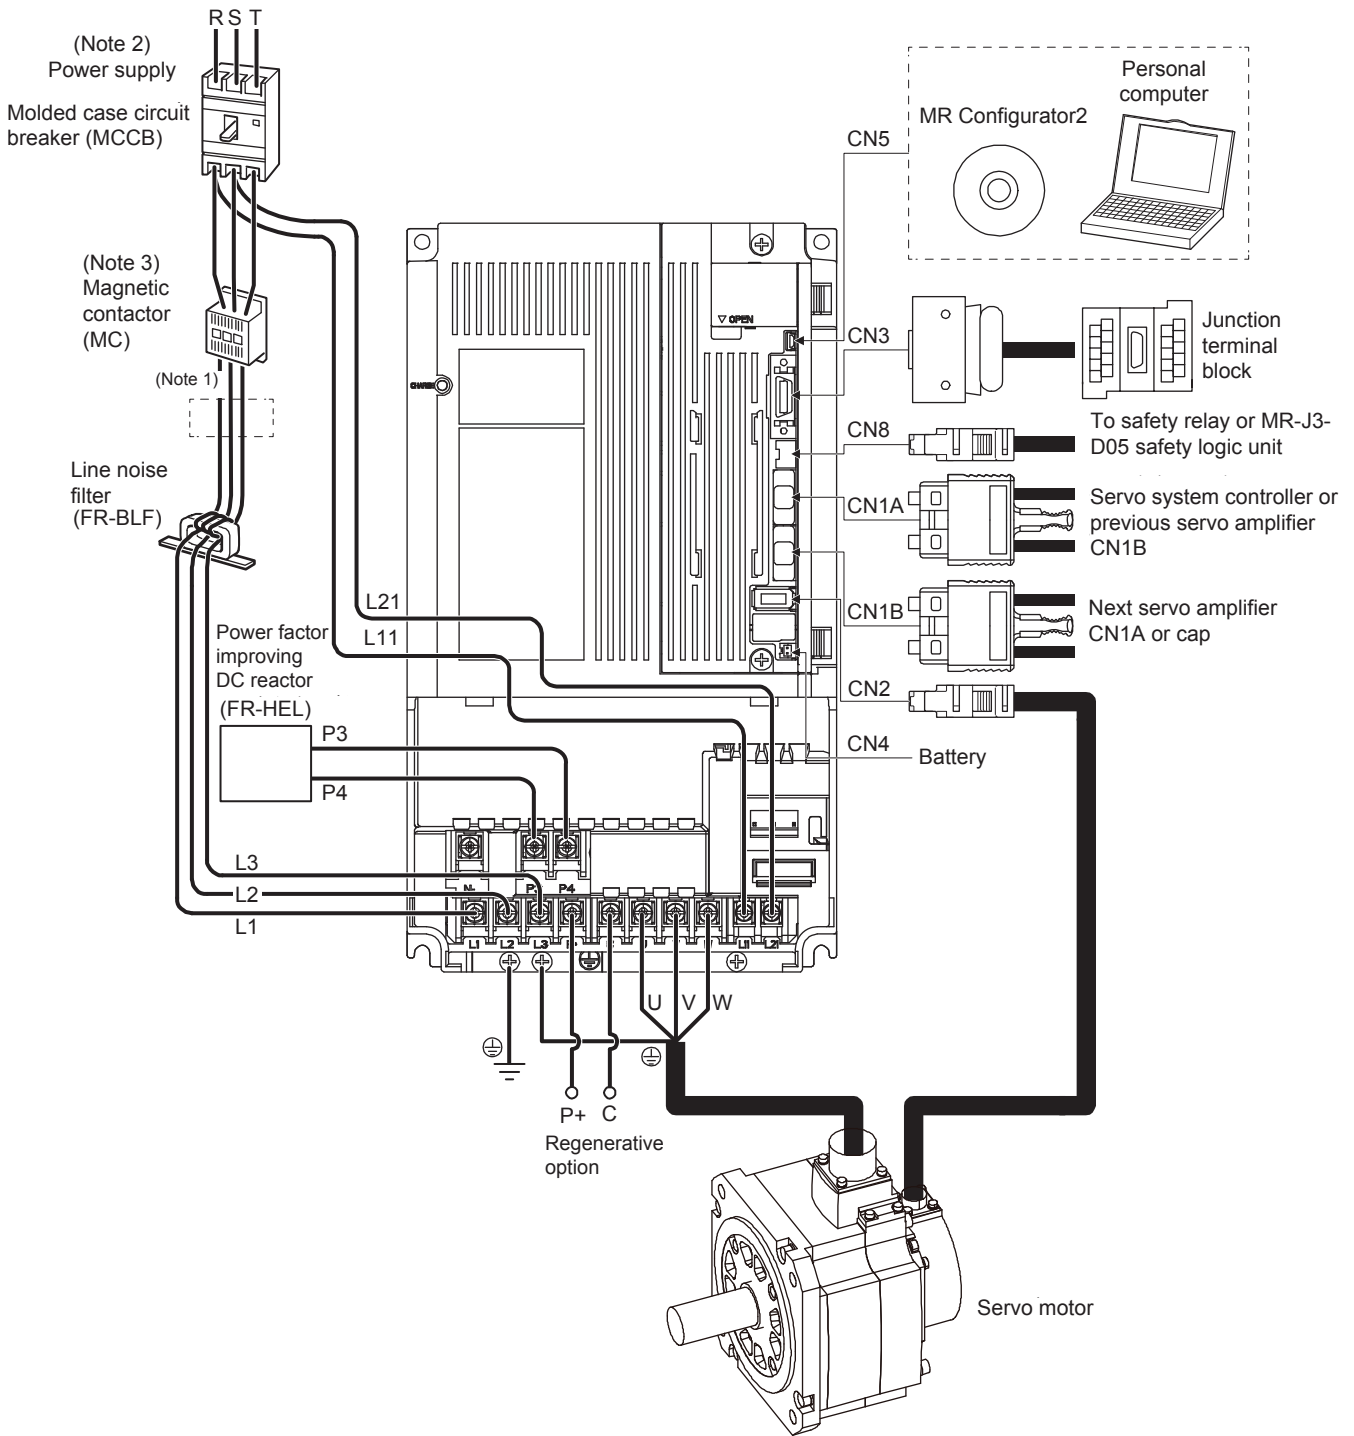 R S T
(Note 2)
Power supply
Molded case circuit
breaker (MCCB)
(Note 3)
Magnetic
contactor
(MC)
(Note 1)
Line noise
filter
(FR-BLF)
L21
L11
Power factor
improving
DC reactor
(FR-HEL)
P3
P4
L3
L2
L1
▽ OPEN
N-
P3 P4
L1 L2 L3 P+ L11 L21
U V W
P+ C
Regenerative
option
CN5
MR Configurator2
Personal
computer
CN3
Junction
terminal
block
CN8
To safety relay or MR-J3-
D05 safety logic unit
CN1A
Servo system controller or
previous servo amplifier
CN1B
CN1B
Next servo amplifier
CN1A or cap
CN2
CN4
Battery
Servo motor